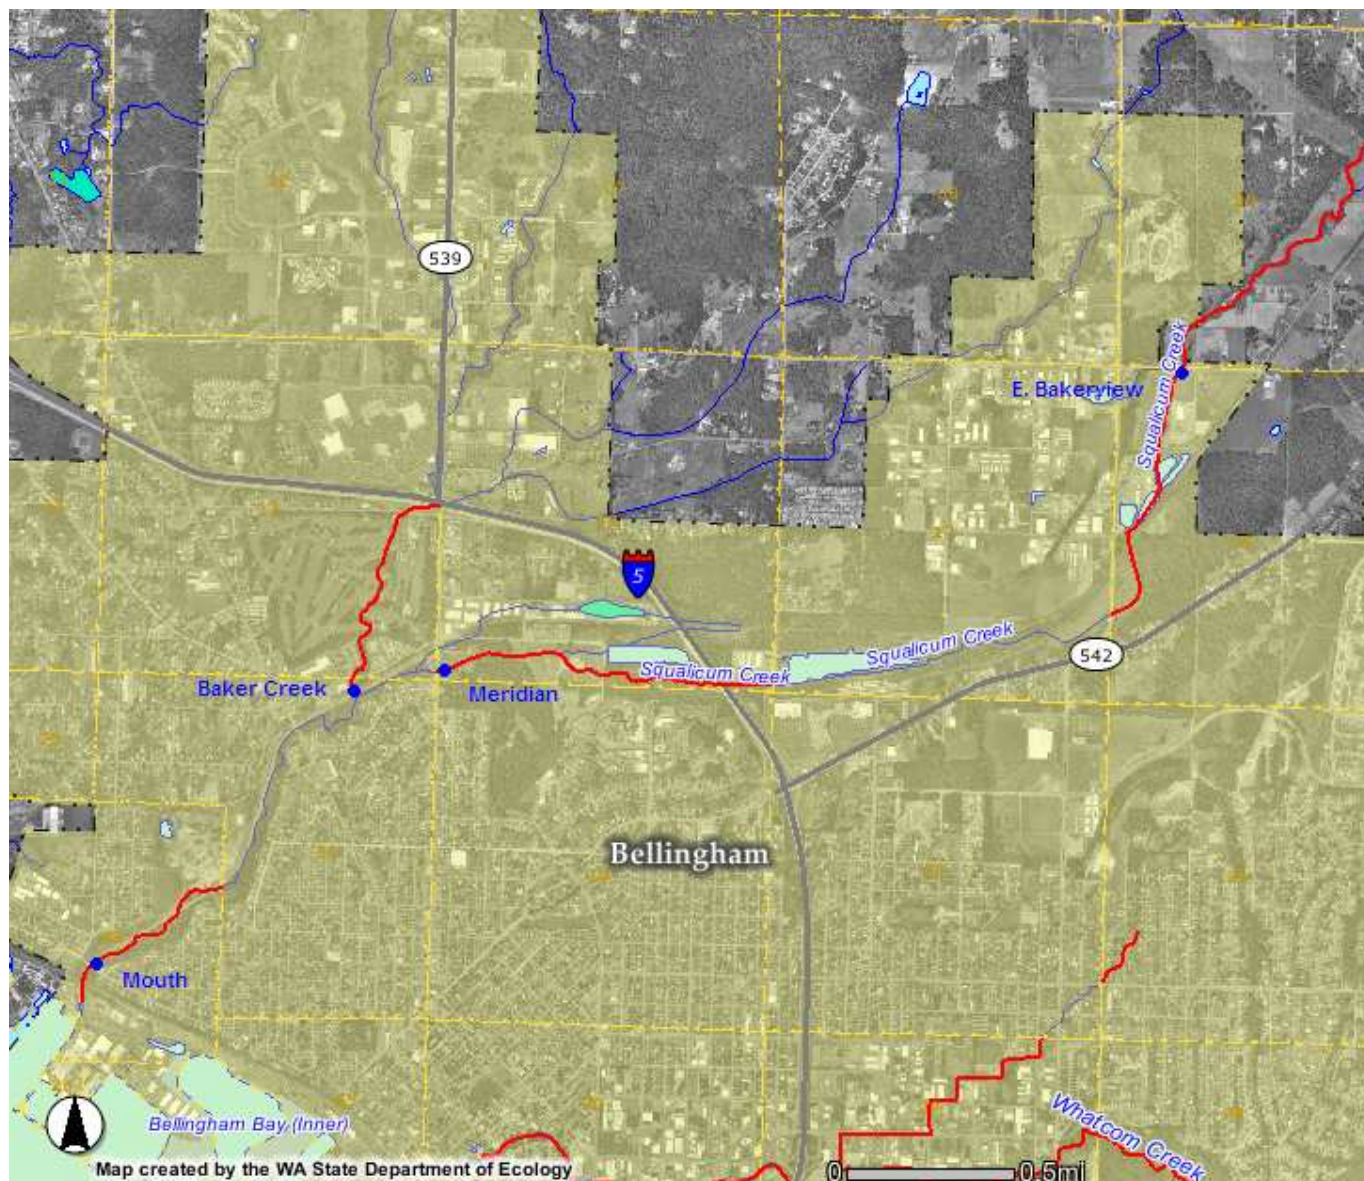 539
Squalicum Creek
E. Bakerview
5
Squalicum Creek
Squalicum Creek
542
Baker Creek
Meridian
Bellingham
Mouth
Whatcom Creek
Bellingham Bay (Inner)
Map created by the WA State Department of Ecology
0 0.5mi